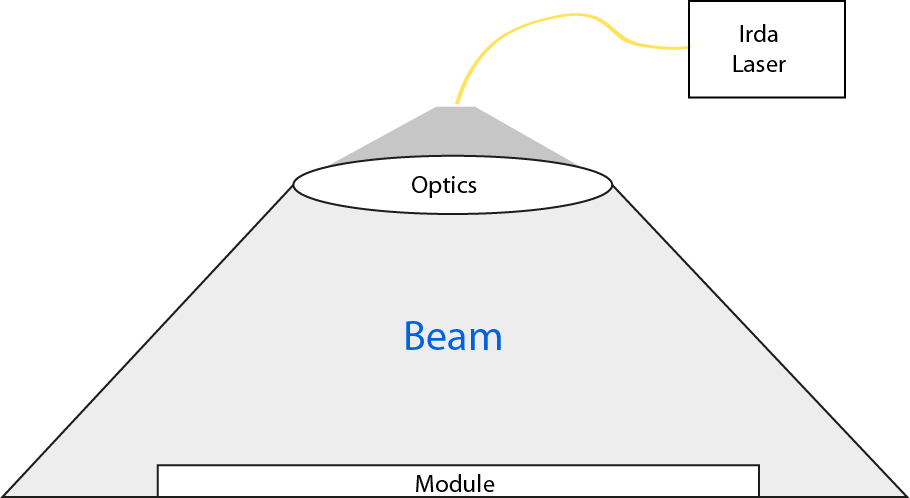 Irda
Laser
Optics
Beam
Module